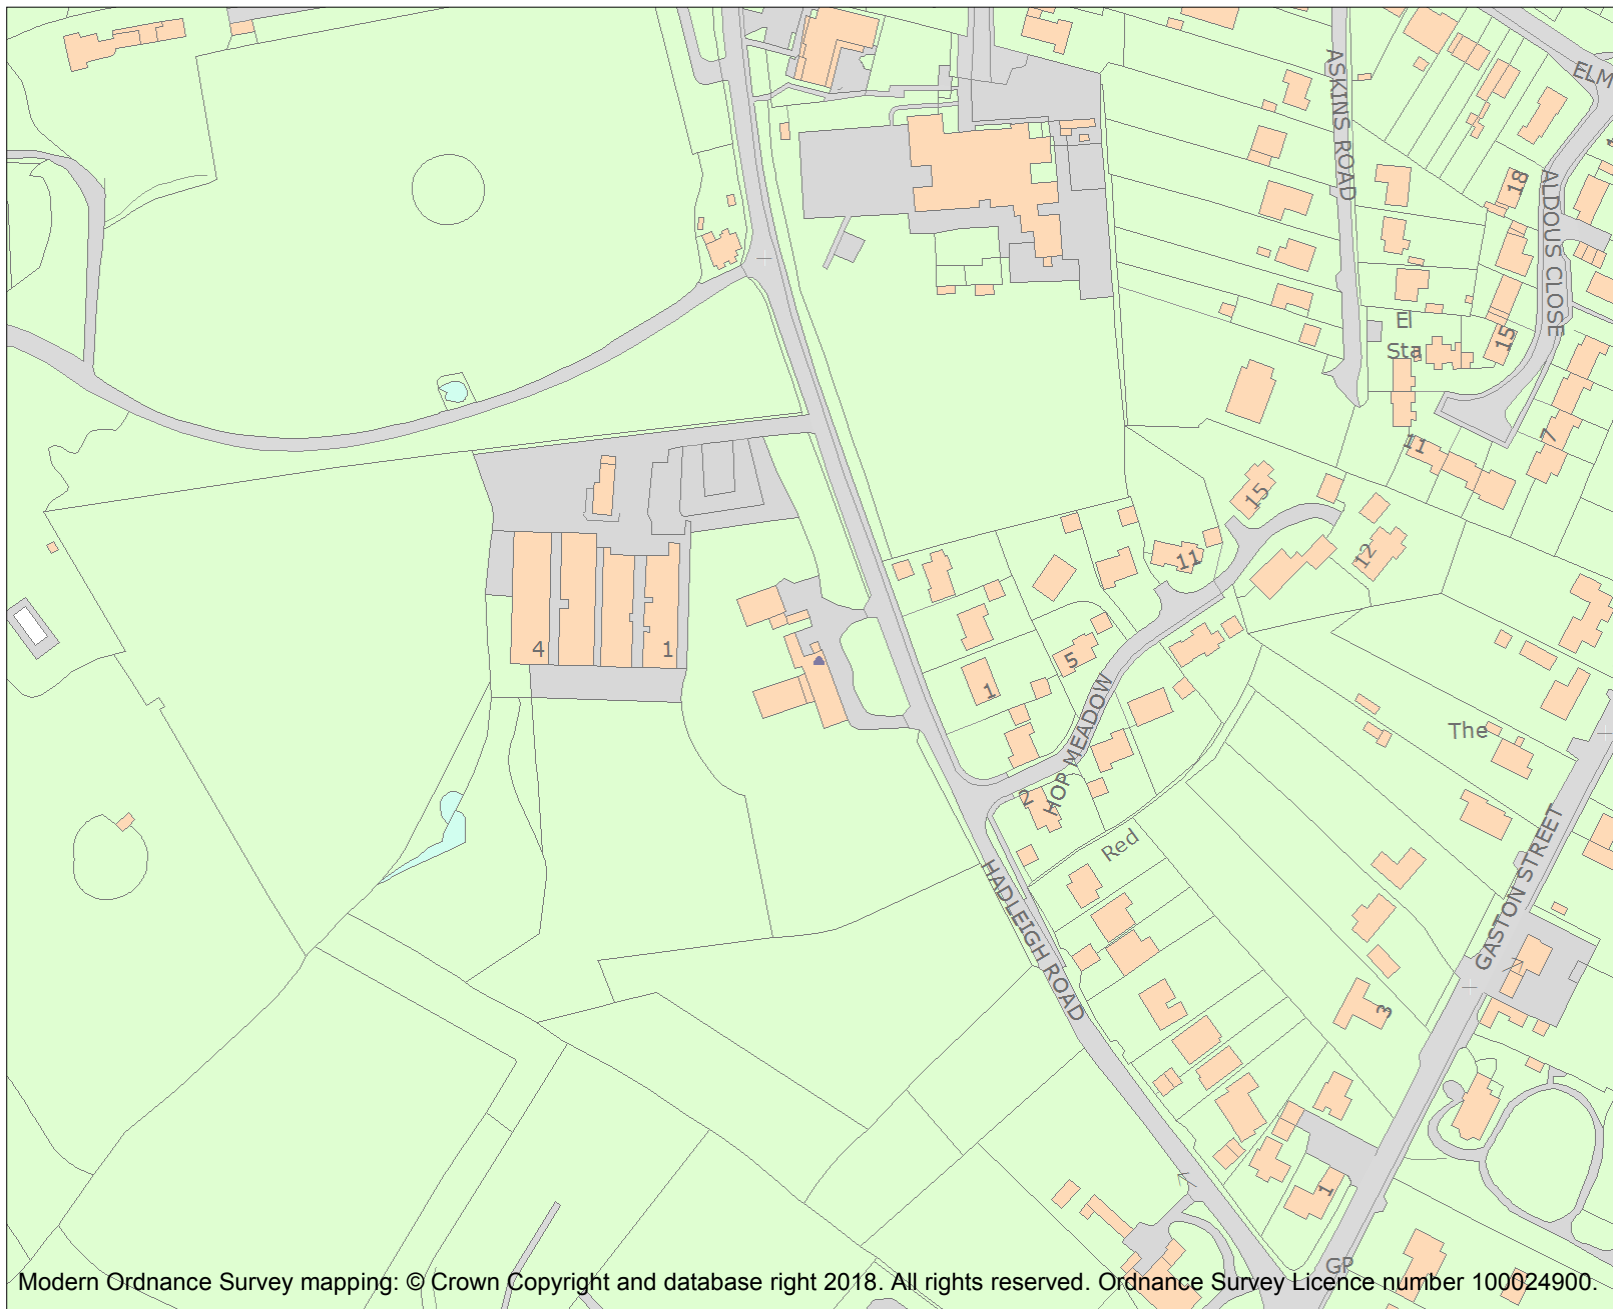 ELM
ASKINS ROAD
18
ALDOUS CLOSE
El
Sta
15
7
11
15
12
11
4
1
5
1
HOP MEADOW
2
The
Red
GASTON STREET
HADLEIGH ROAD
3
1
GP
Modern Ordnance Survey mapping: © Crown Copyright and database right 2018. All rights reserved. Ordnance Survey Licence number 100024900.